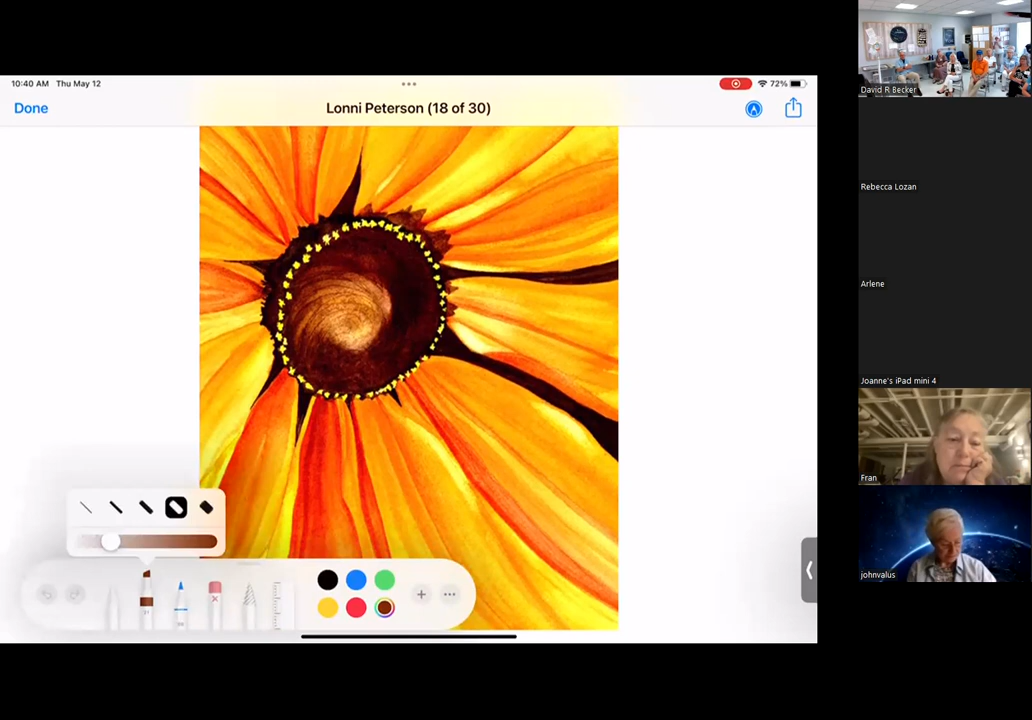 10:40 AM Thu May 12
72%
Done
Lonni Peterson (18 of 30)
David R Becker
Rebecca Lozan
Arlene
Joanne's iPad mini 4
Fran
johnvalus